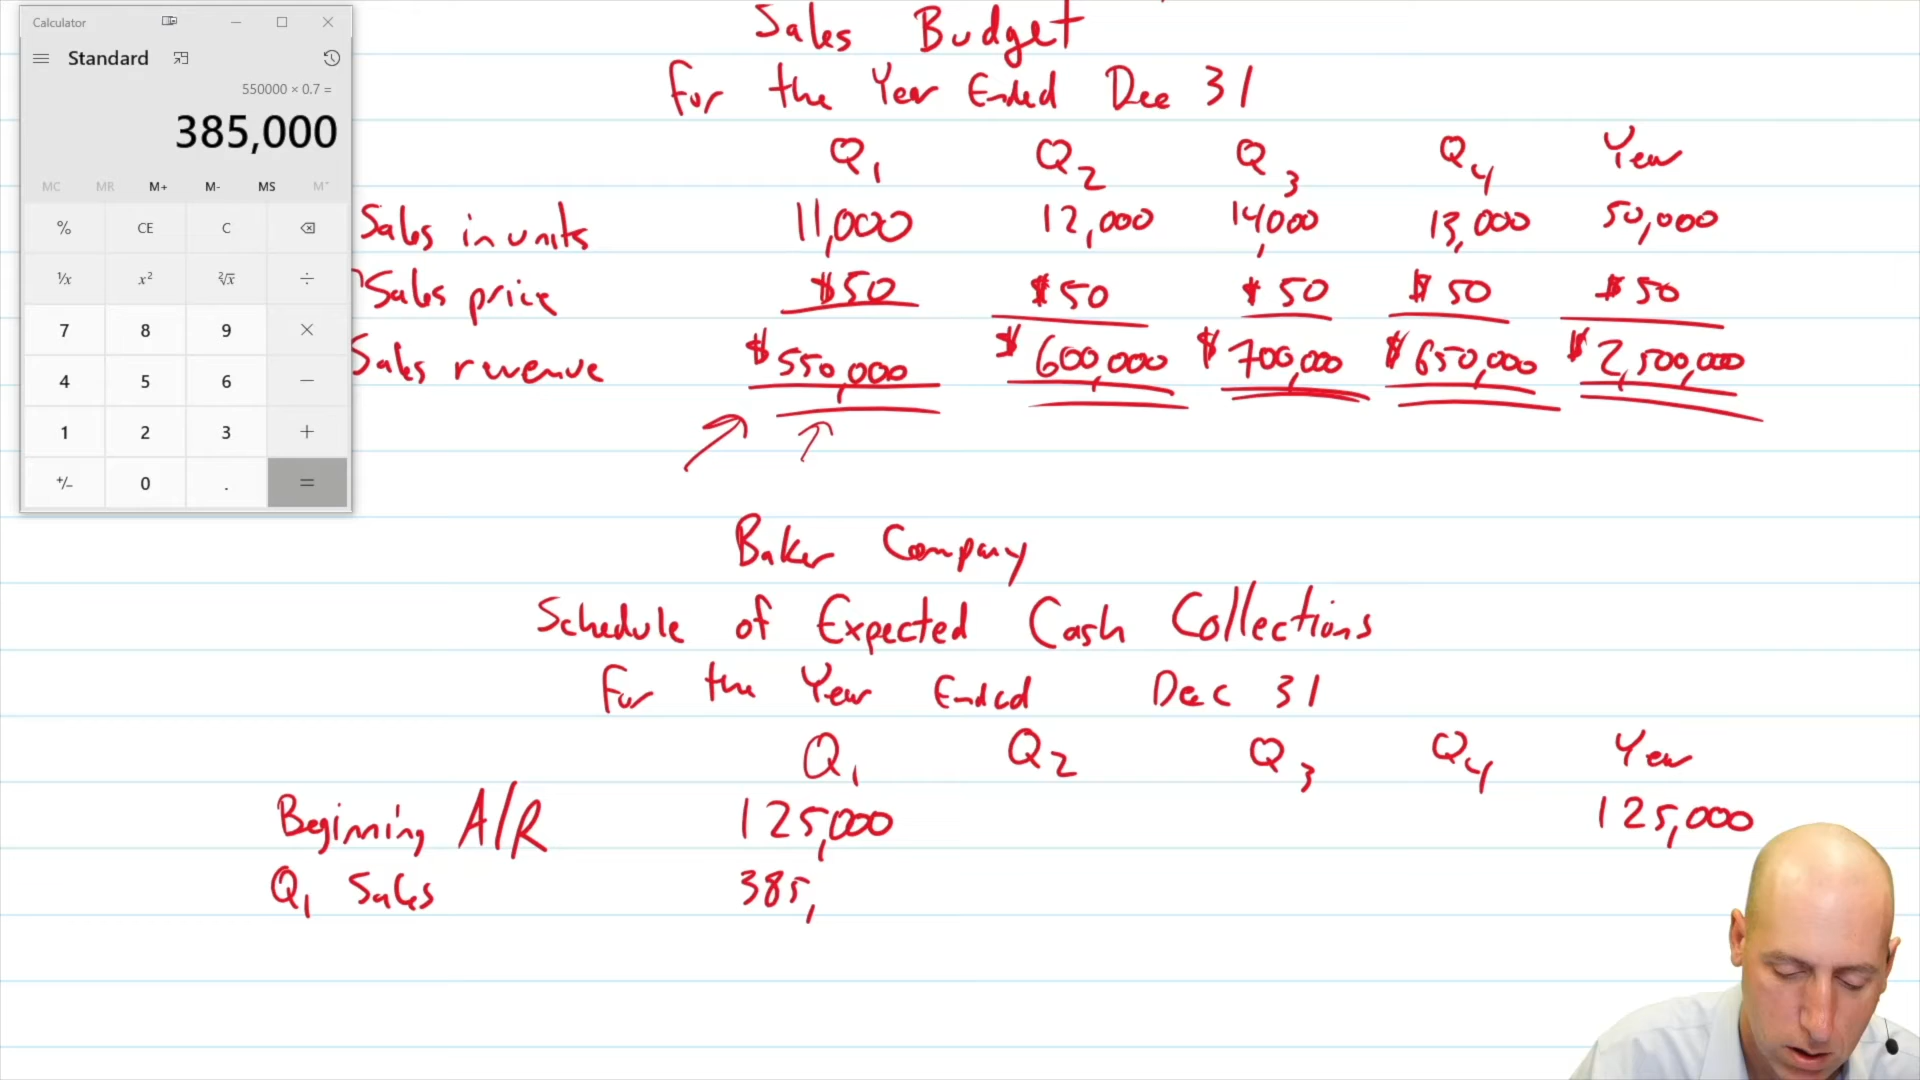 Calculator
Standard
550000 × 0.7 =
385,000
MC MR M+ M- MS M˅
% CE C
¹/x x² ²√x ÷
7 8 9 ×
4 5 6 −
1 2 3 +
+/− 0 . =
Sales Budget
For the Year Ended Dec 31
Q1 Q2 Q3 Q4 Year
Sales in units 11,000 12,000 14,000 13,000 50,000
Sales price $50 $50 $50 $50 $50
Sales revenue $550,000 $600,000 $700,000 $650,000 $2,500,000
Baker Company
Schedule of Expected Cash Collections
For the Year Ended Dec 31
Q1 Q2 Q3 Q4 Year
Beginning A/R 125,000 125,000
Q1 Sales 385,